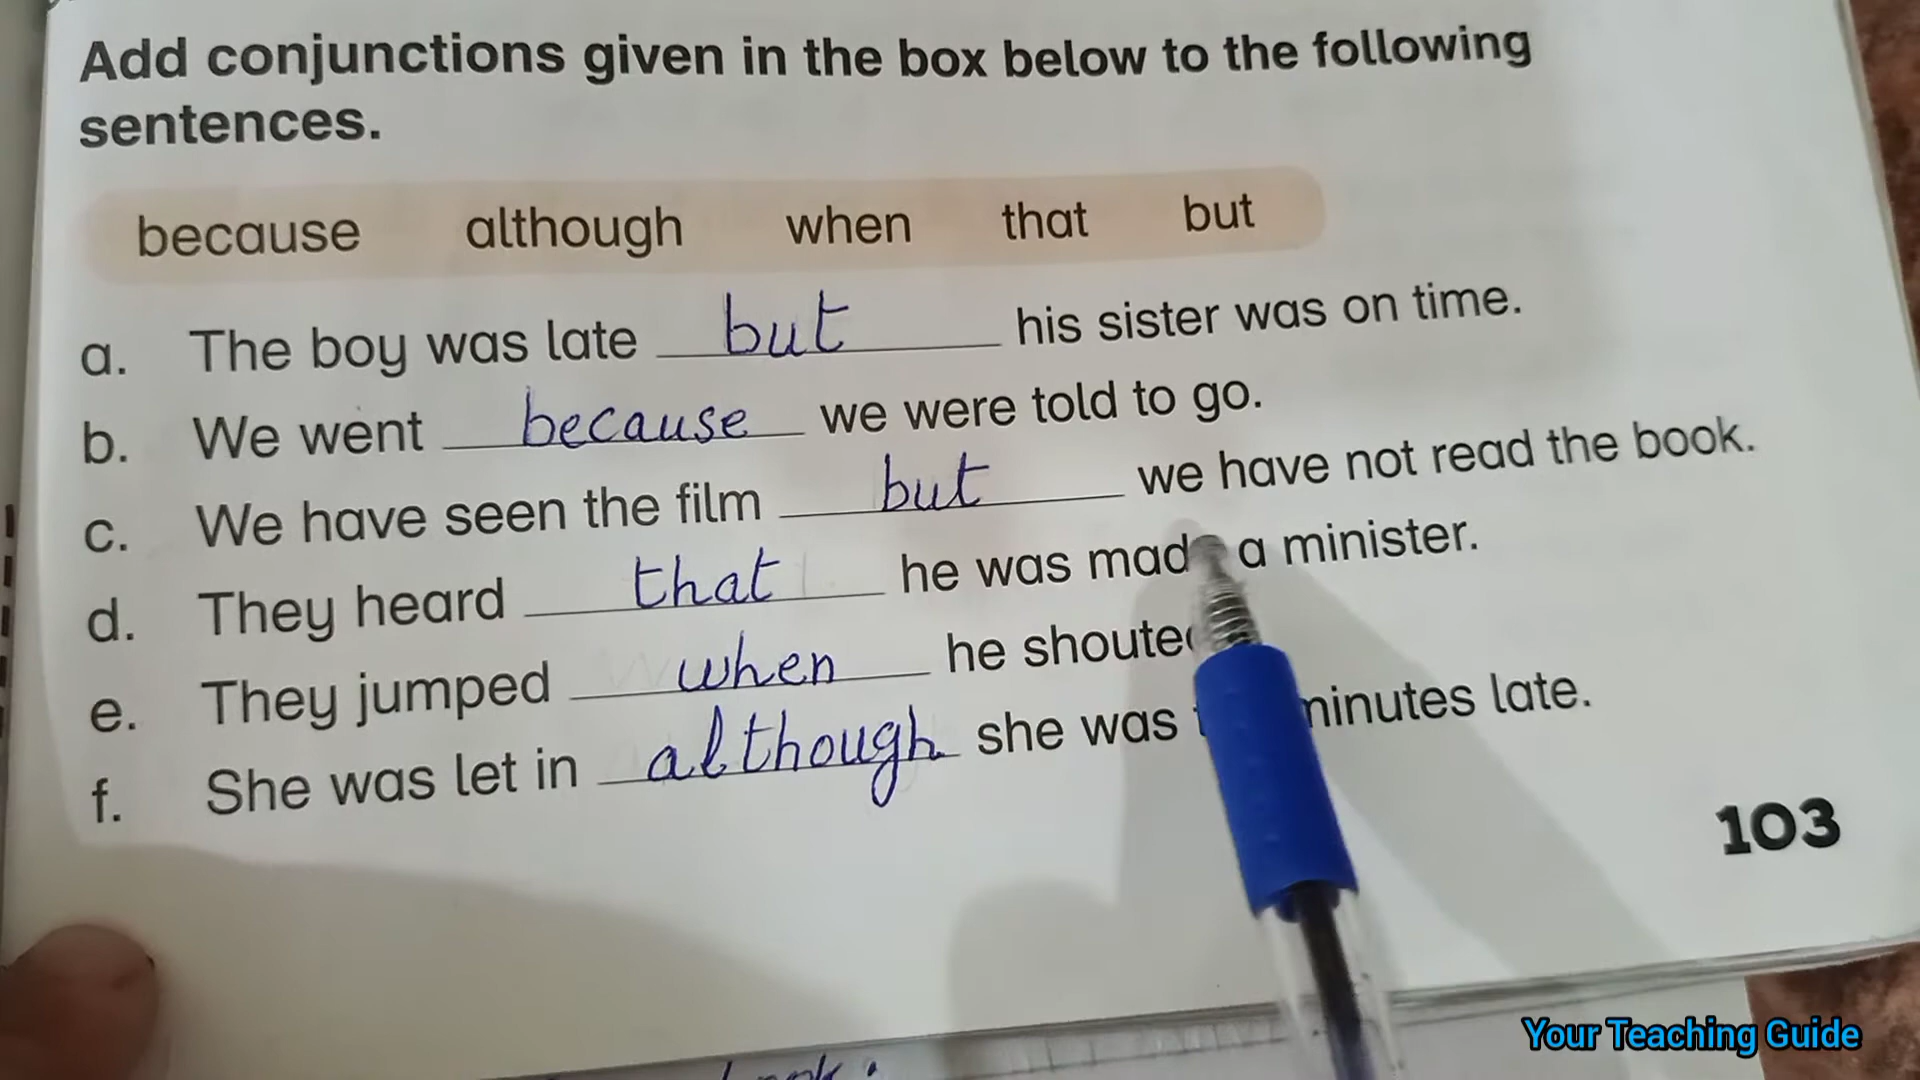 Add conjunctions given in the box below to the following
sentences.
because although when that but
a. The boy was late but his sister was on time.
b. We went because we were told to go.
c. We have seen the film but we have not read the book.
d. They heard that he was made a minister.
e. They jumped when he shouted
f. She was let in although she was minutes late.
103
Your Teaching Guide